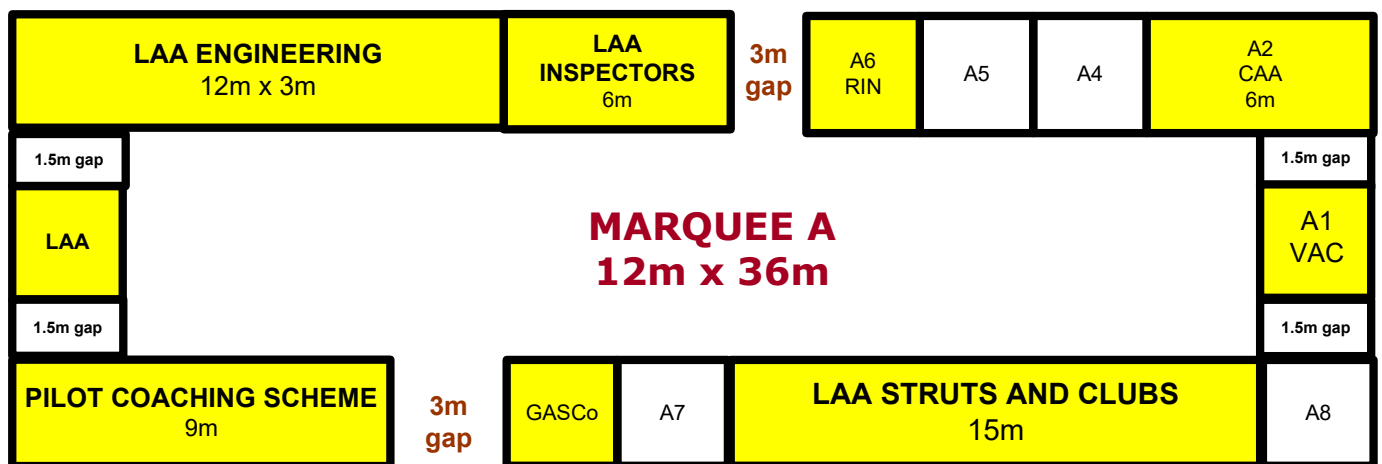 LAA ENGINEERING
12m x 3m
LAA
INSPECTORS
6m
3m
gap
A6
RIN
A5
A4
A2
CAA
6m
1.5m gap
1.5m gap
LAA
MARQUEE A
12m x 36m
A1
VAC
1.5m gap
1.5m gap
PILOT COACHING SCHEME
9m
3m
gap
GASCo
A7
LAA STRUTS AND CLUBS
15m
A8